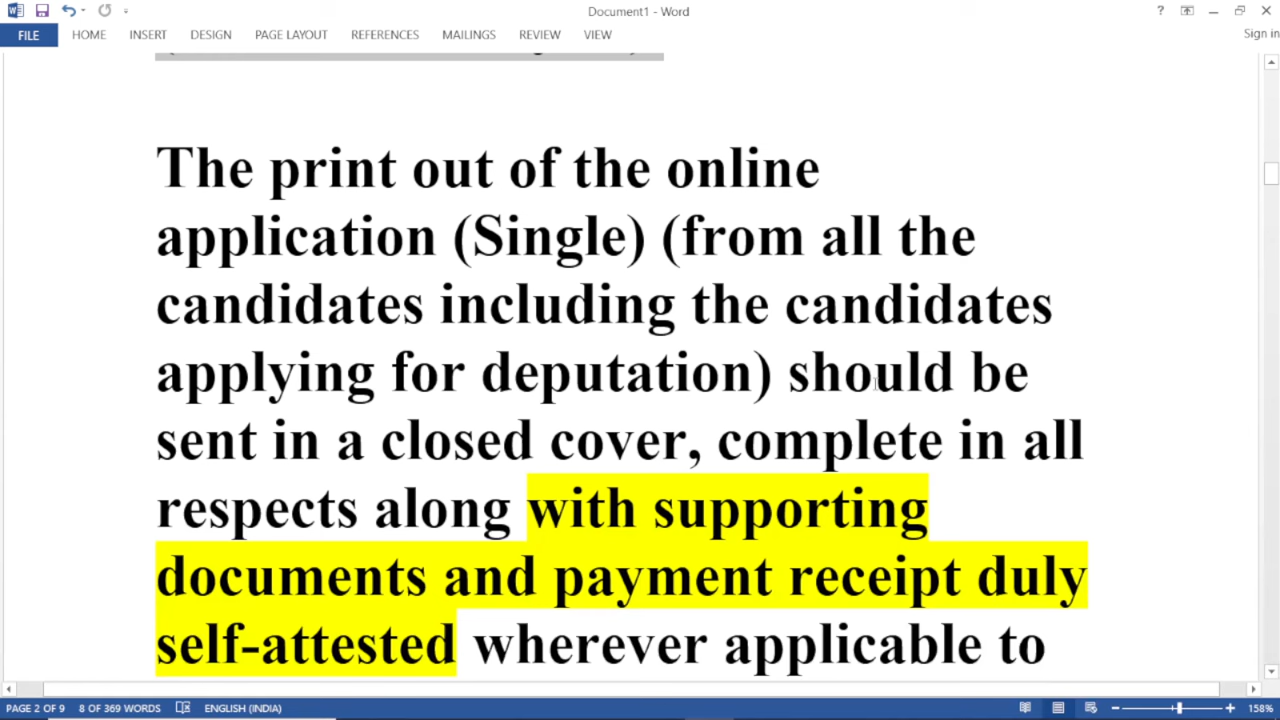 Document1 - Word
?
FILE HOME INSERT DESIGN PAGE LAYOUT REFERENCES MAILINGS REVIEW VIEW Sign in
The print out of the online
application (Single) (from all the
candidates including the candidates
applying for deputation) should be
sent in a closed cover, complete in all
respects along with supporting
documents and payment receipt duly
self-attested wherever applicable to
PAGE 2 OF 9 8 OF 369 WORDS ENGLISH (INDIA) 158%